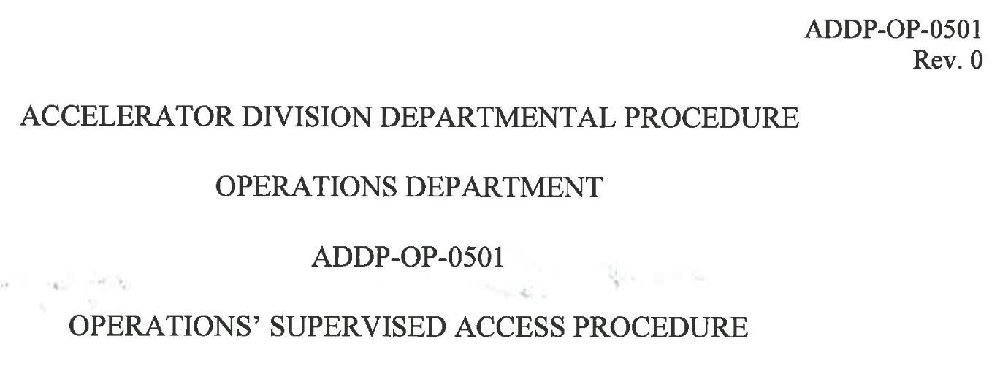 ADDP-OP-0501
Rev. 0
ACCELERATOR DIVISION DEPARTMENTAL PROCEDURE
OPERATIONS DEPARTMENT
ADDP-OP-0501
OPERATIONS’ SUPERVISED ACCESS PROCEDURE